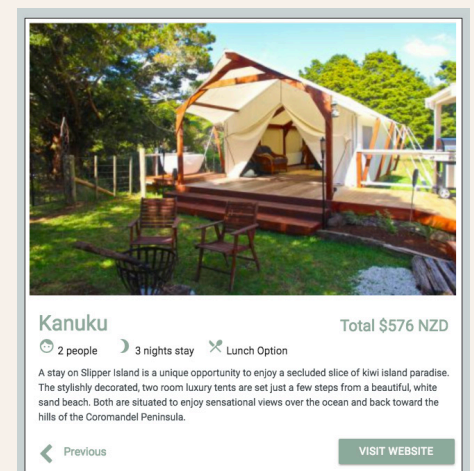 Kanuku
Total $576 NZD
2 people 3 nights stay Lunch Option
A stay on Slipper Island is a unique opportunity to enjoy a secluded slice of kiwi island paradise.
The stylishly decorated, two room luxury tents are set just a few steps from a beautiful, white
sand beach. Both are situated to enjoy sensational views over the ocean and back toward the
hills of the Coromandel Peninsula.
Previous
VISIT WEBSITE